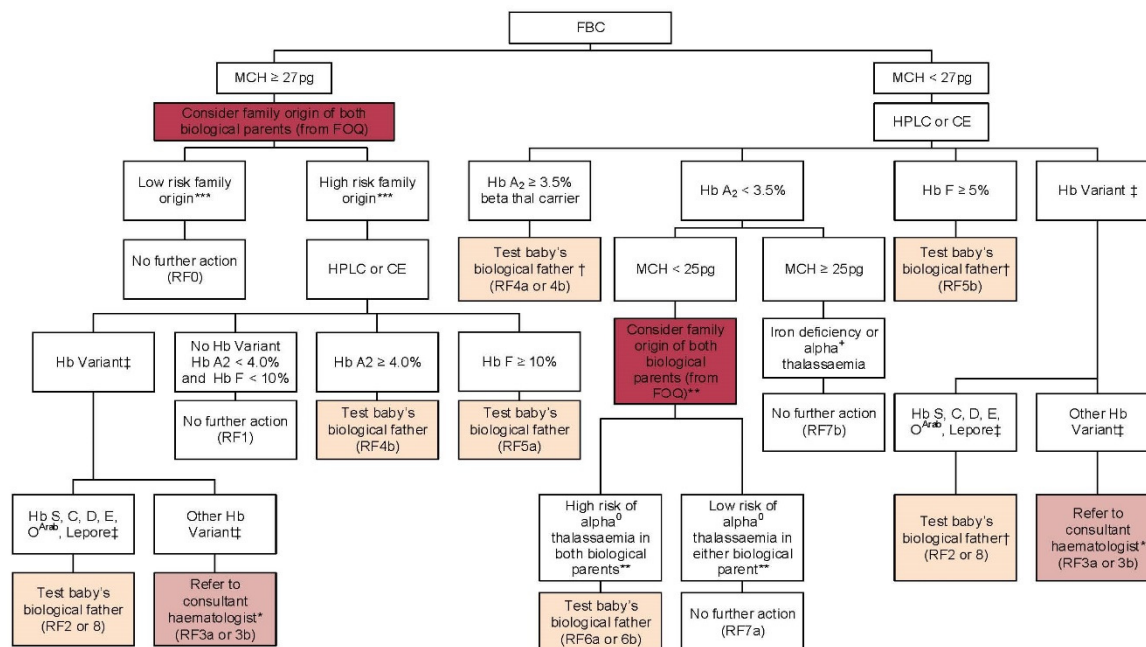 FBC
MCH ≥ 27pg
MCH < 27pg
Consider family origin of both
biological parents (from FOQ)
HPLC or CE
Low risk family
origin***
High risk family
origin***
Hb A₂ ≥ 3.5%
beta thal carrier
Hb A₂ < 3.5%
Hb F ≥ 5%
Hb Variant ‡
No further action
(RF0)
HPLC or CE
Test baby's
biological father †
(RF4a or 4b)
MCH < 25pg
MCH ≥ 25pg
Test baby's
biological father†
(RF5b)
Hb Variant‡
No Hb Variant
Hb A2 < 4.0%
and Hb F < 10%
Hb A2 ≥ 4.0%
Hb F ≥ 10%
Consider family
origin of both
biological
parents (from
FOQ)**
Iron deficiency or
alpha⁺
thalassaemia
No further action
(RF1)
Test baby's
biological father
(RF4b)
Test baby's
biological father
(RF5a)
No further action
(RF7b)
Hb S, C, D, E,
Oᴬʳᵃᵇ, Lepore‡
Other Hb
Variant‡
Hb S, C, D, E,
Oᴬʳᵃᵇ, Lepore‡
Other Hb
Variant‡
High risk of
alpha⁰
thalassaemia in
both biological
parents**
Low risk of
alpha⁰
thalassaemia in
either biological
parent**
Test baby's
biological father†
(RF2 or 8)
Refer to
consultant
haematologist*
(RF3a or 3b)
Test baby's
biological father
(RF2 or 8)
Refer to
consultant
haematologist*
(RF3a or 3b)
Test baby's
biological father
(RF6a or 6b)
No further action
(RF7a)